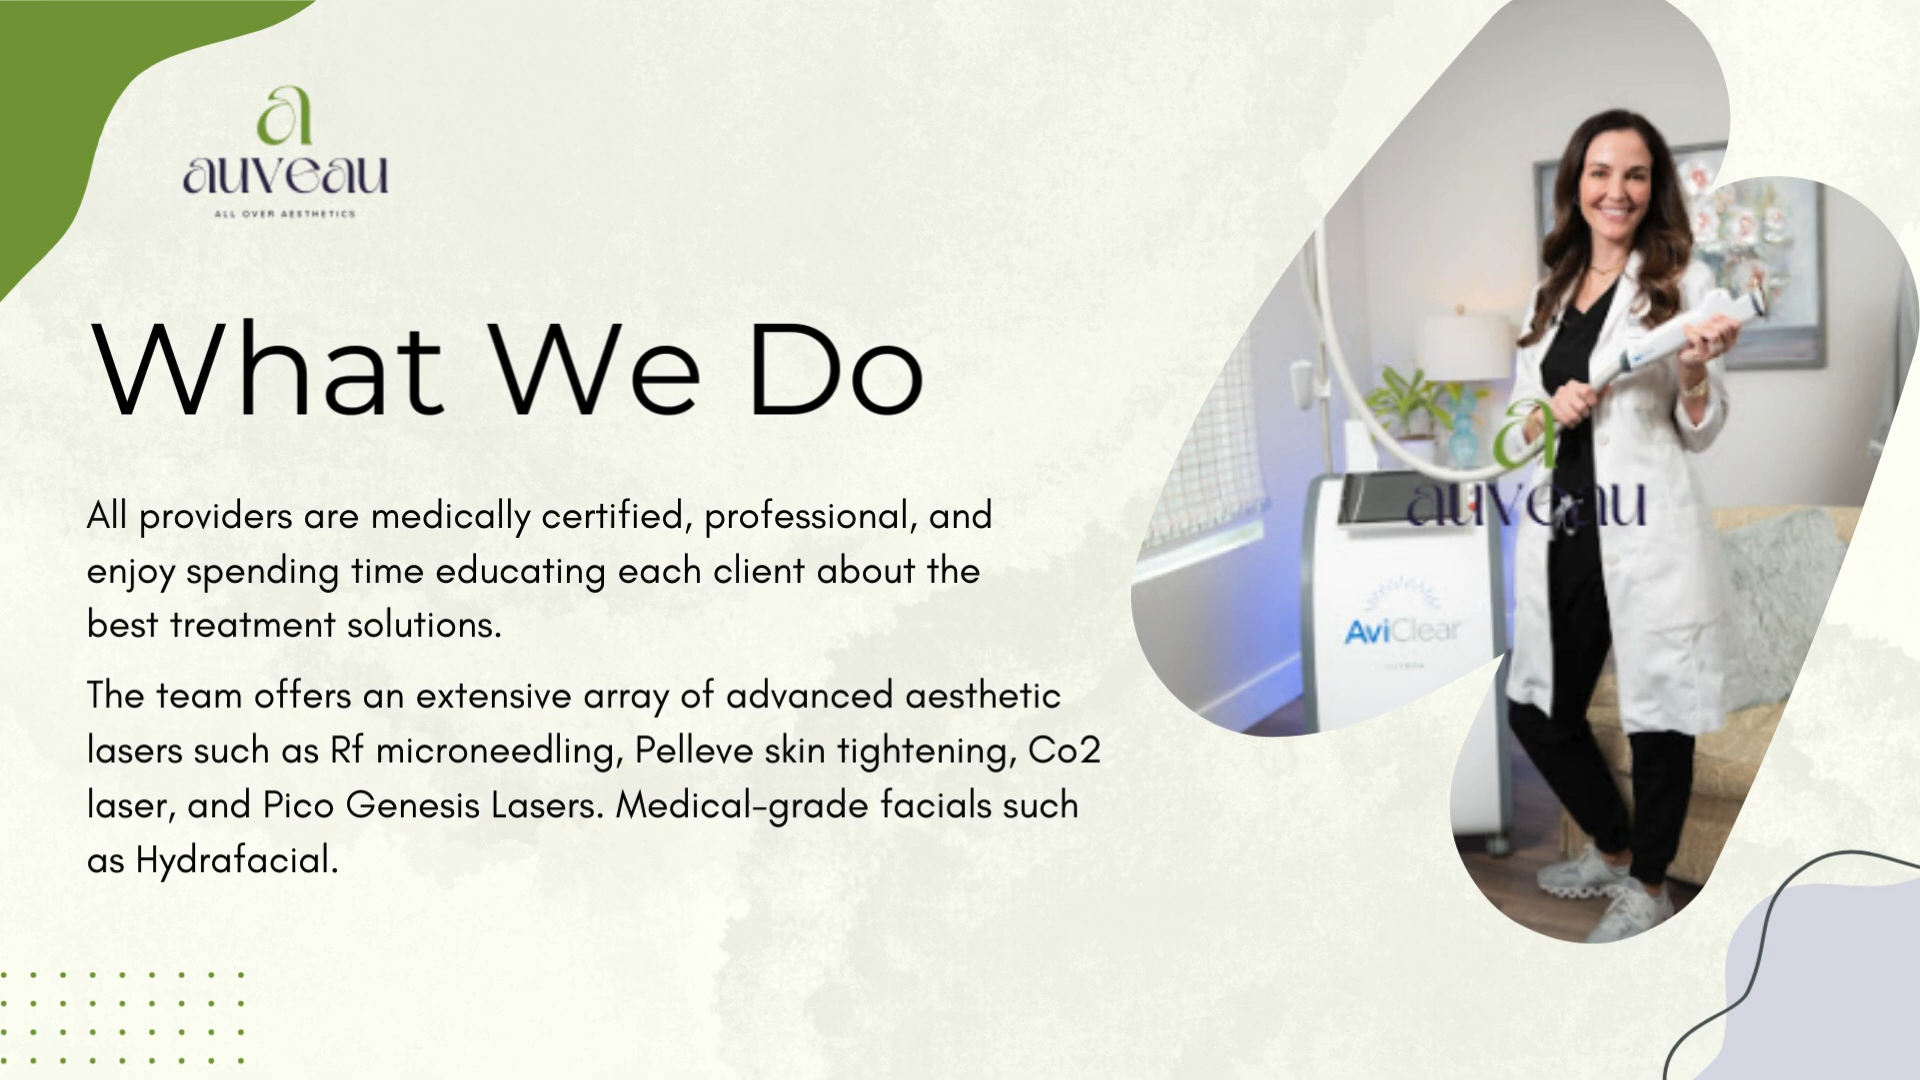 a
auveau
ALL OVER AESTHETICS
What We Do
All providers are medically certified, professional, and
enjoy spending time educating each client about the
best treatment solutions.
The team offers an extensive array of advanced aesthetic
lasers such as Rf microneedling, Pelleve skin tightening, Co2
laser, and Pico Genesis Lasers. Medical-grade facials such
as Hydrafacial.
a
auveau
AviClear